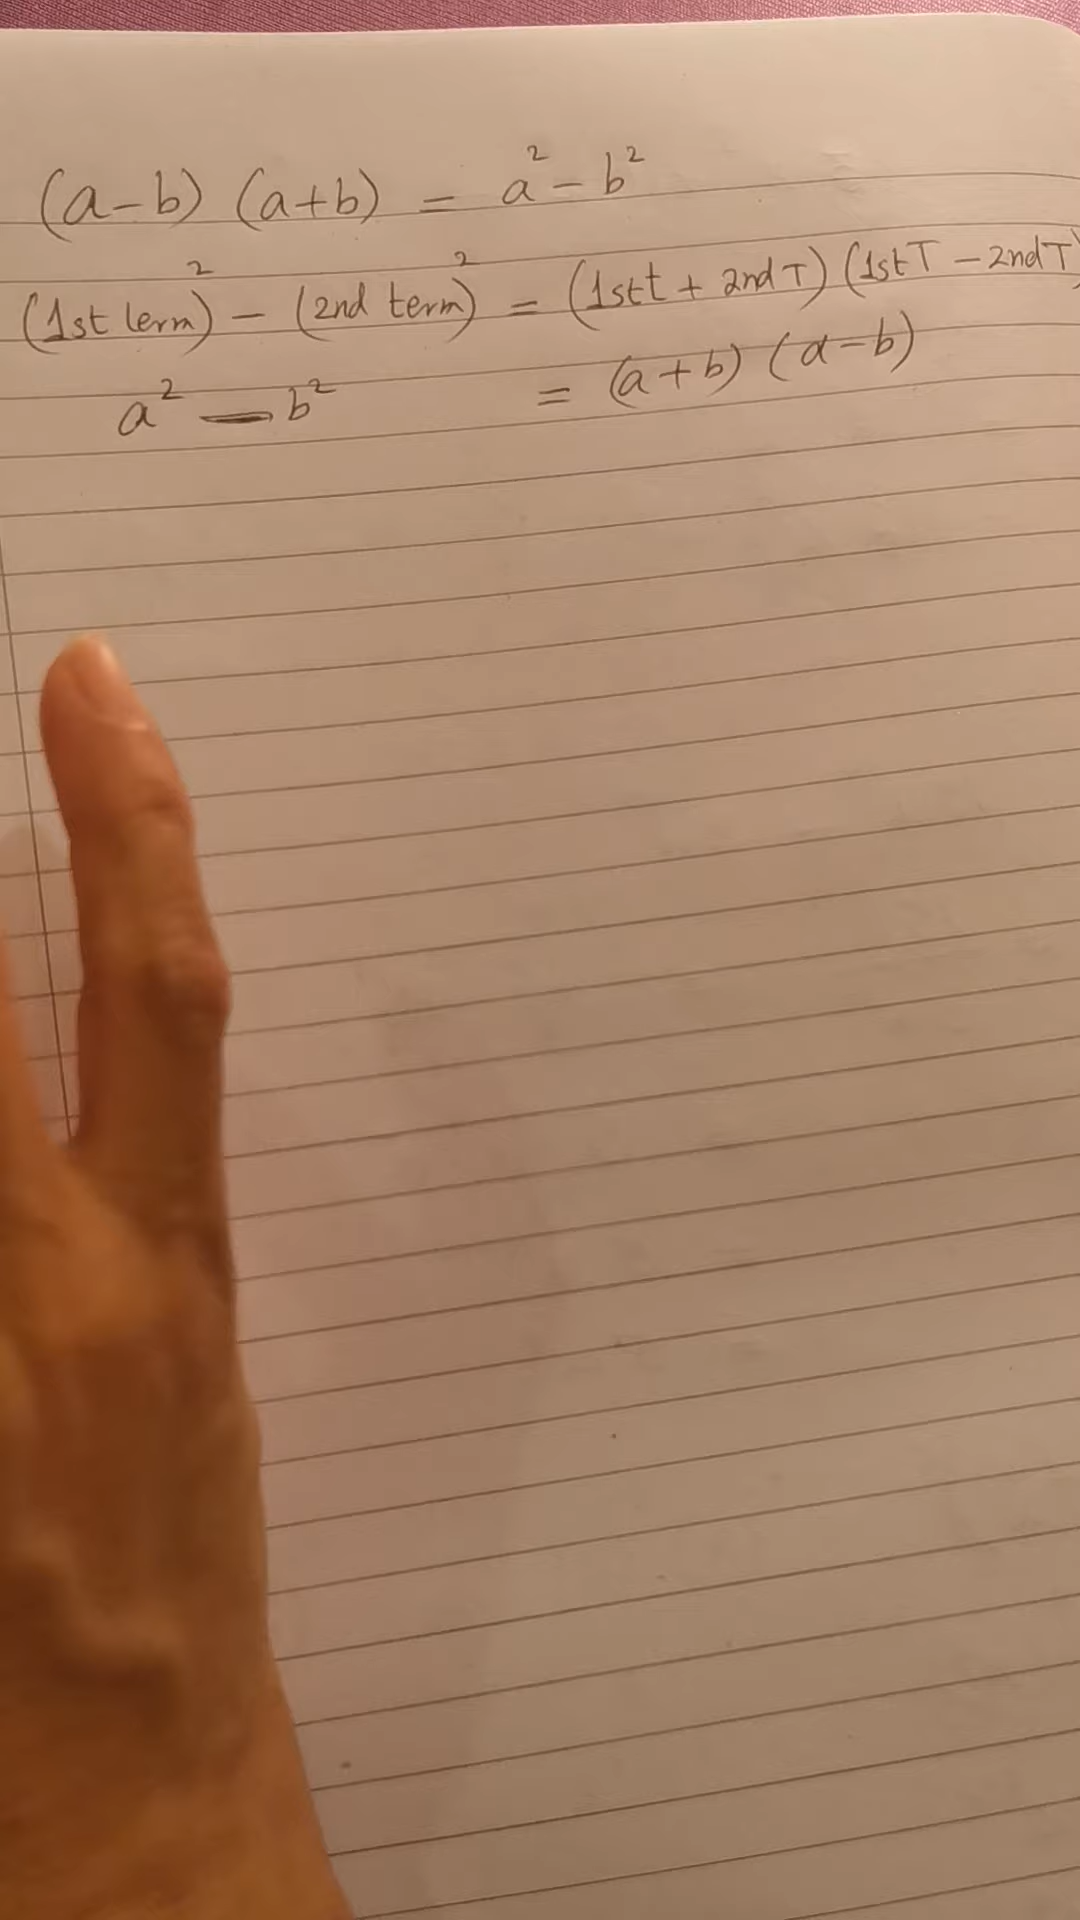 (a-b) (a+b) = a² - b²
(1st term)² - (2nd term)² = (1st t + 2nd T) (1st T - 2nd T)
a² - b² = (a+b) (a-b)